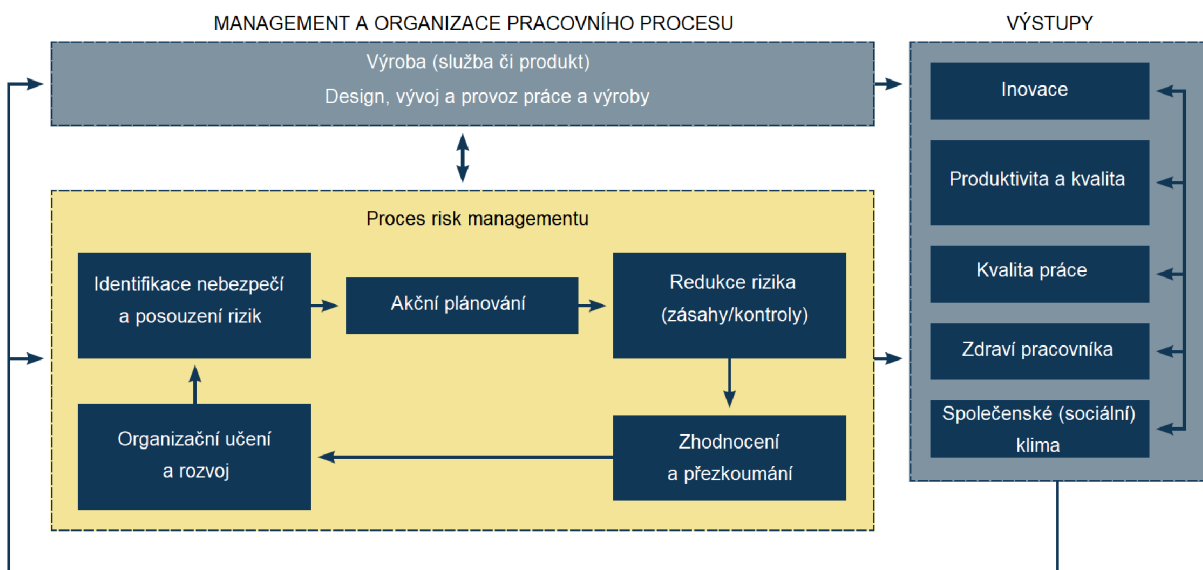 MANAGEMENT A ORGANIZACE PRACOVNÍHO PROCESU
Výroba (služba či produkt)
Design, vývoj a provoz práce a výroby
Proces risk managementu
Identifikace nebezpečí
a posouzení rizik
Akční plánování
Redukce rizika
(zásahy/kontroly)
Organizační učení
a rozvoj
Zhodnocení
a přezkoumání
VÝSTUPY
Inovace
Produktivita a kvalita
Kvalita práce
Zdraví pracovníka
Společenské (sociální)
klima